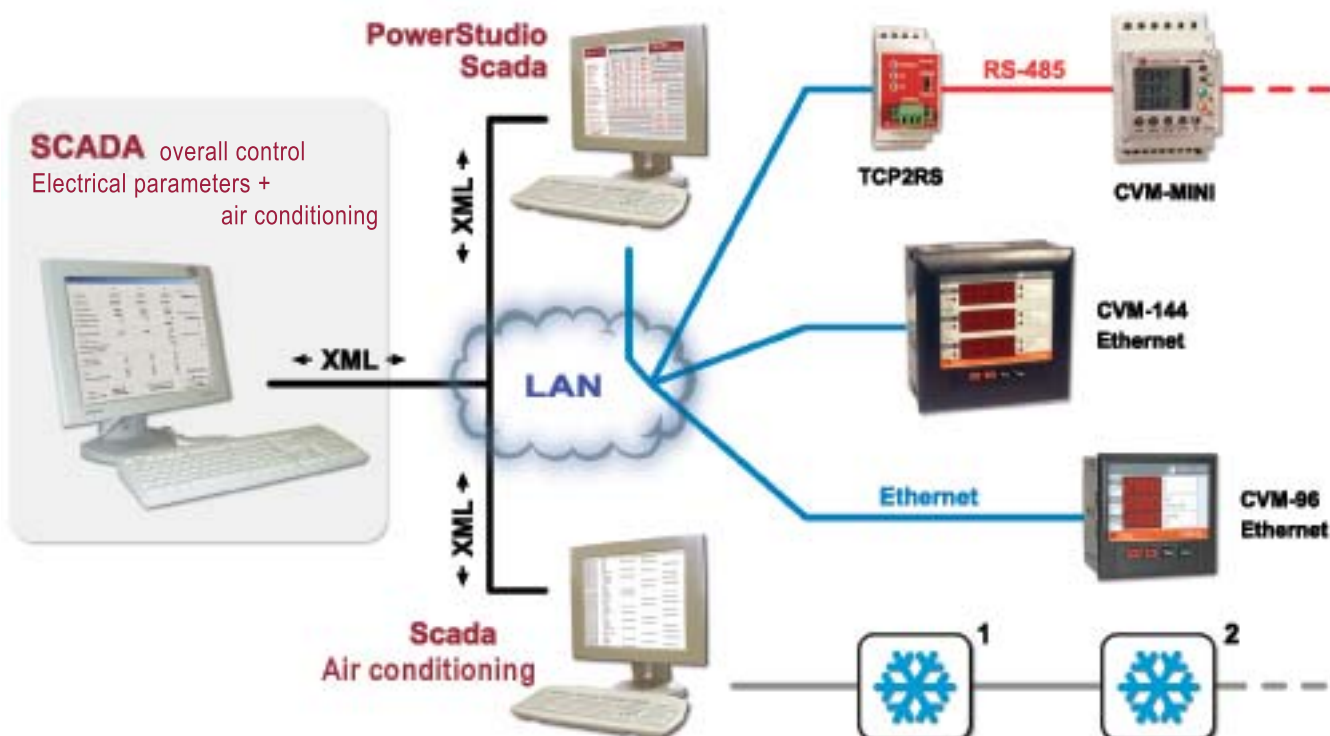 PowerStudio
Scada
SCADA overall control
Electrical parameters +
air conditioning
XML
XML
XML
LAN
RS-485
TCP2RS
CVM-MINI
CVM-144
Ethernet
Ethernet
CVM-96
Ethernet
Scada
Air conditioning
1
2